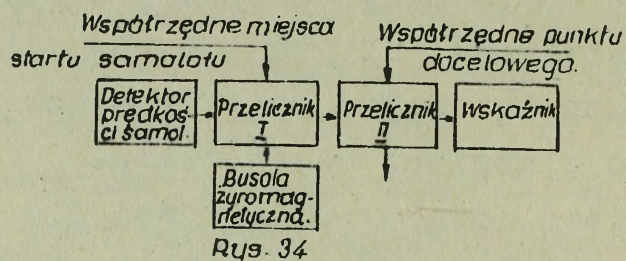 Współrzędne miejsca
startu samolotu
Współrzędne punktu
docelowego.
Detektor
prędkoś-
ci samol.
Przelicznik
I
Przelicznik
II
Wskaźnik
Busola
żyromag-
netyczna.
Rys. 34